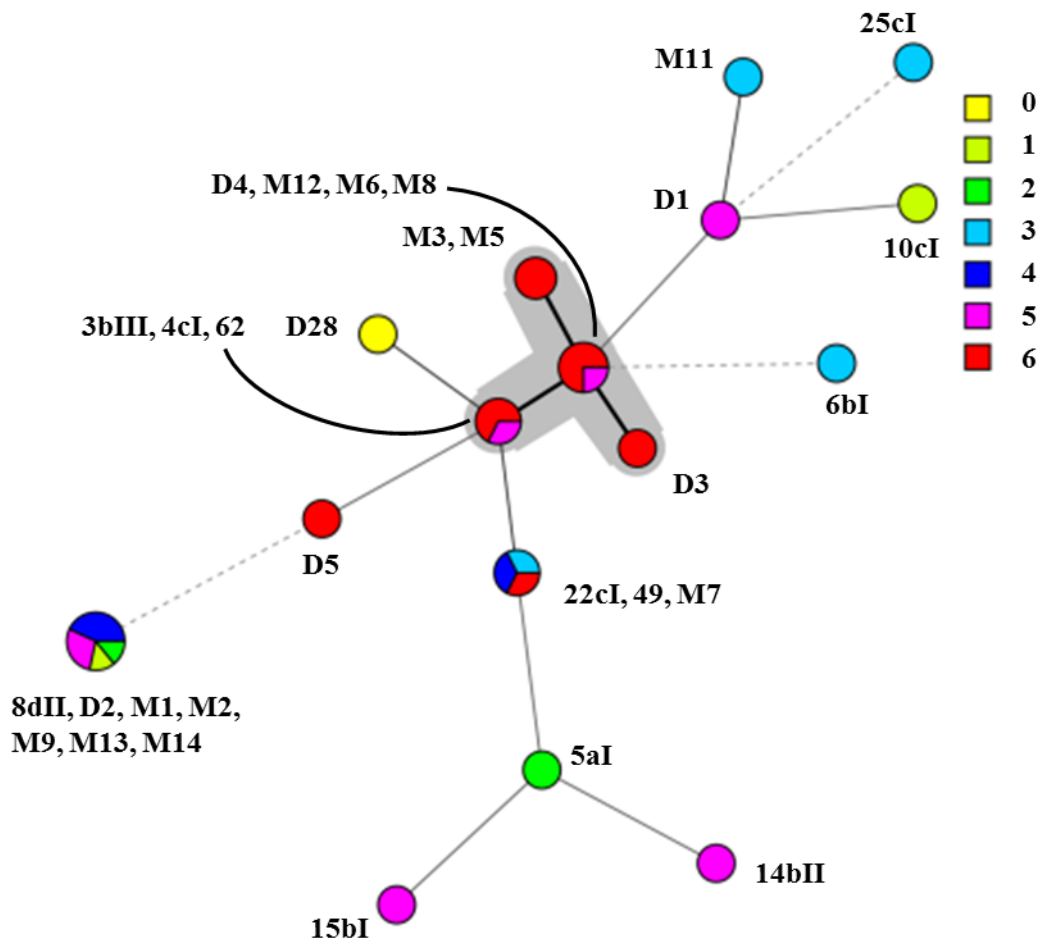 25cI
M11
0
1
D4, M12, M6, M8
2
D1
3
M3, M5
10cI
4
3bIII, 4cI, 62
D28
5
6
6bI
D3
D5
22cI, 49, M7
8dII, D2, M1, M2,
M9, M13, M14
5aI
14bII
15bI